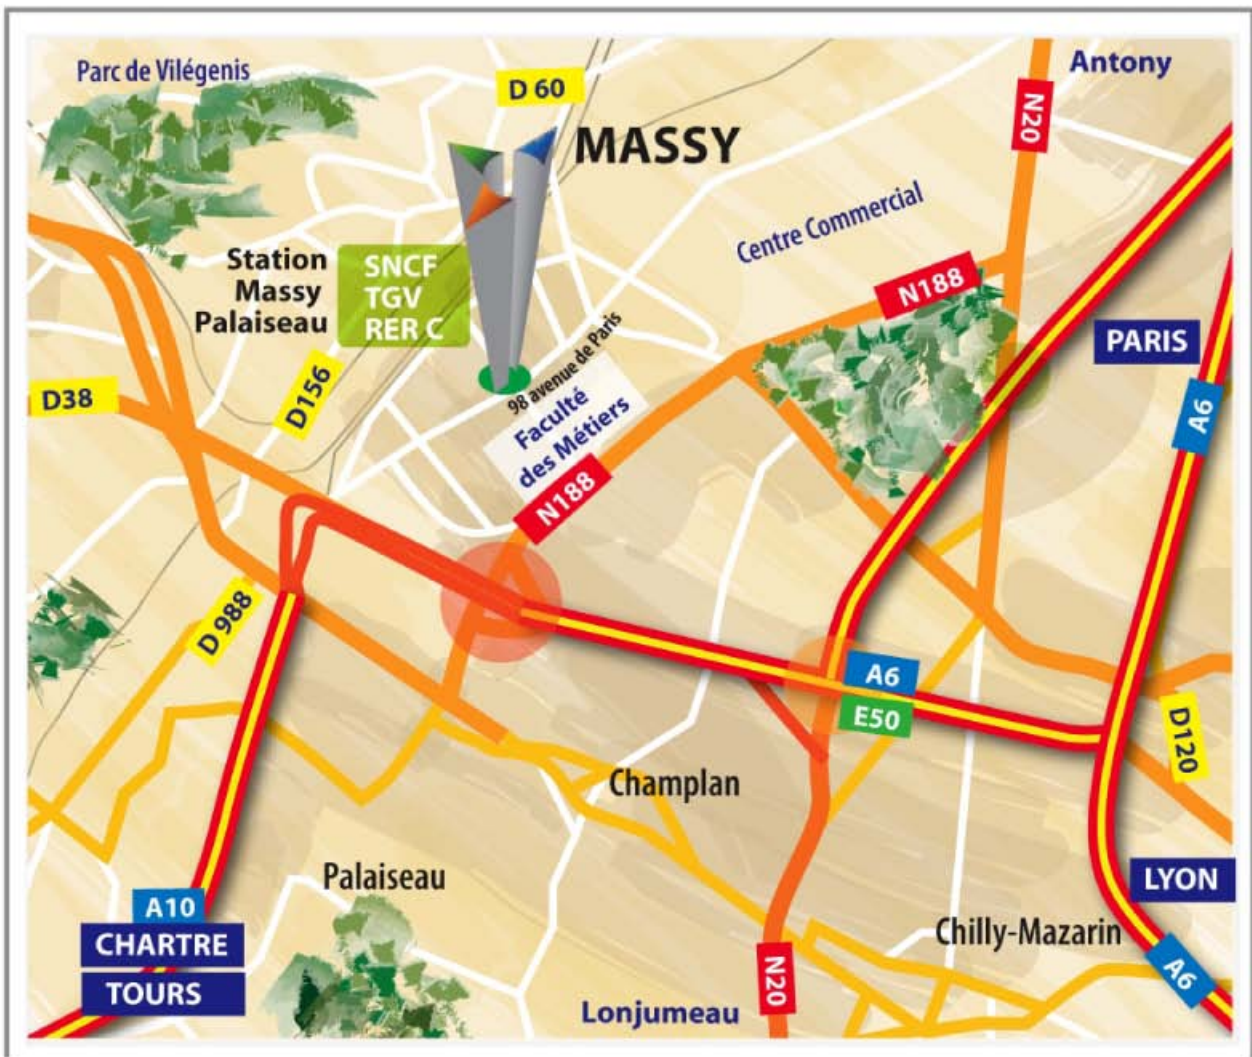 Parc de Vilégenis
D 60
Antony
N20
MASSY
Centre Commercial
Station
Massy
Palaiseau
SNCF
TGV
RER C
N188
PARIS
D38
D156
98 avenue de Paris
Faculté
des Métiers
A6
N188
D 988
A6
E50
D120
Champlan
Palaiseau
LYON
A10
CHARTRE
TOURS
Chilly-Mazarin
N20
A6
Lonjumeau